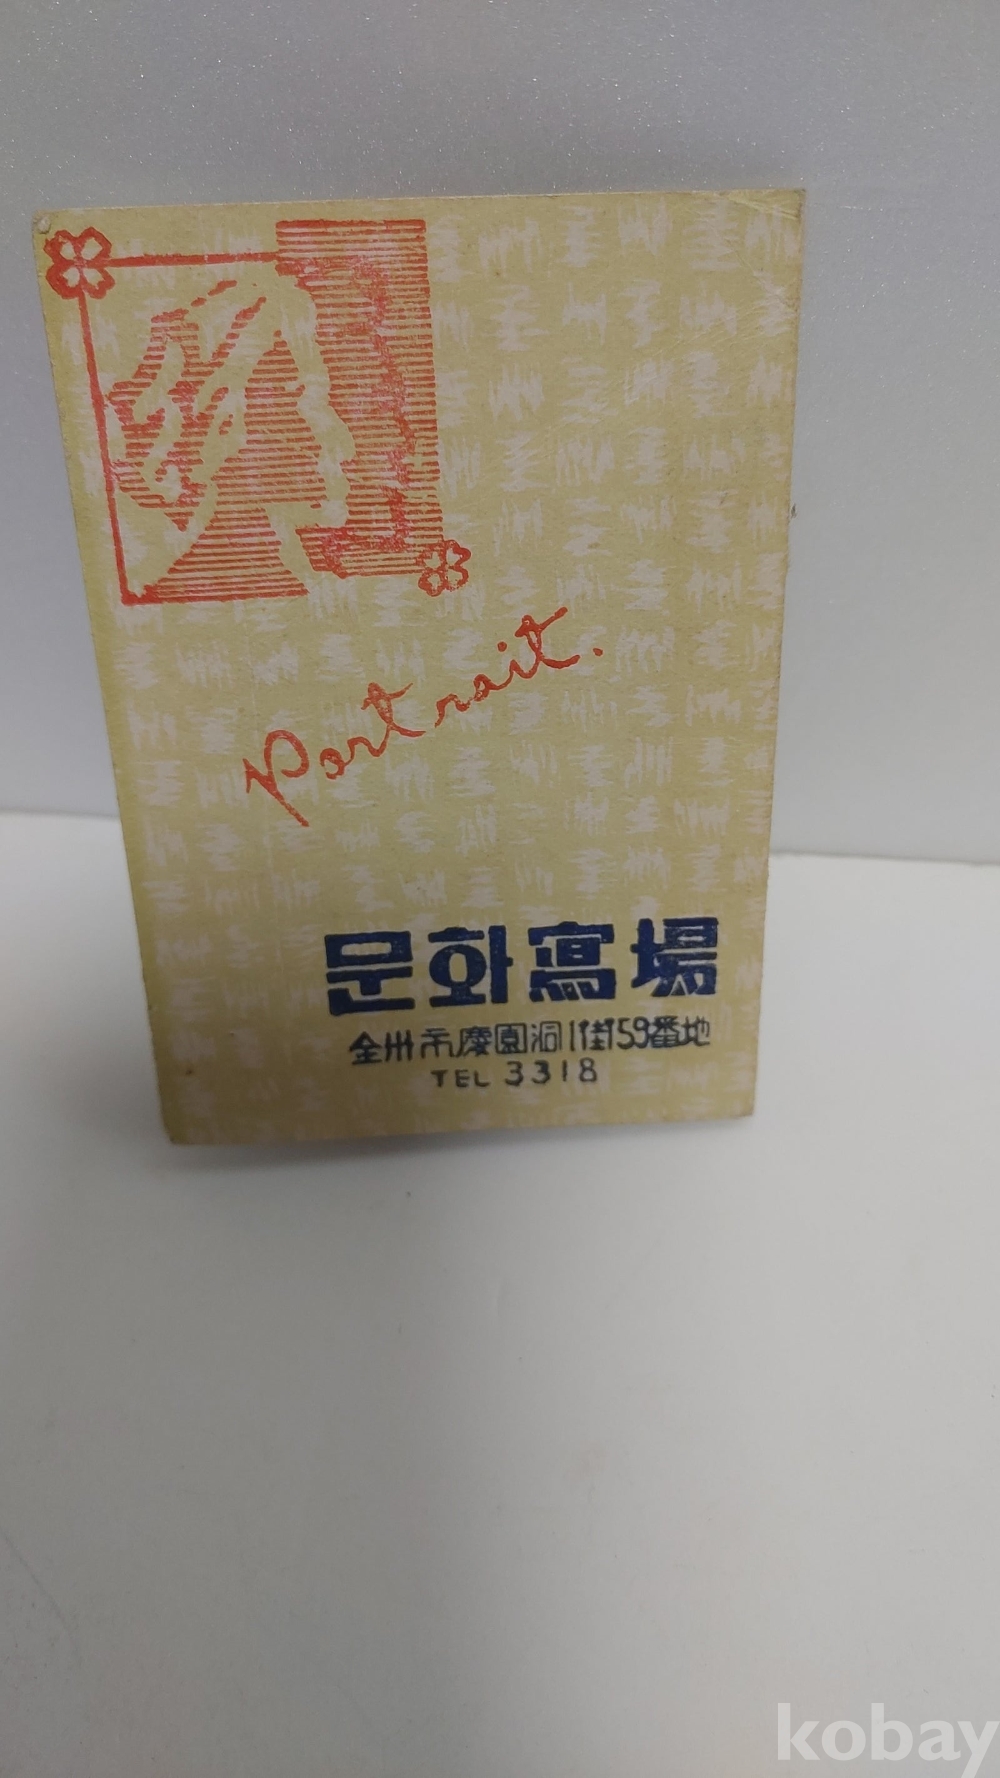 Portrait.
문화寫場
全州市慶園洞1街59番地
TEL 3318
kobay